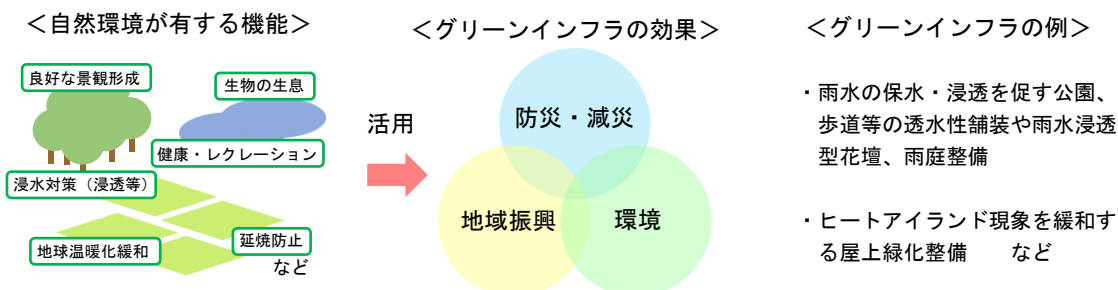 ＜自然環境が有する機能＞
良好な景観形成
生物の生息
健康・レクレーション
浸水対策（浸透等）
地球温暖化緩和
延焼防止
など
活用
＜グリーンインフラの効果＞
防災・減災
地域振興
環境
＜グリーンインフラの例＞
・雨水の保水・浸透を促す公園、
歩道等の透水性舗装や雨水浸透
型花壇、雨庭整備
・ヒートアイランド現象を緩和す
る屋上緑化整備　　など